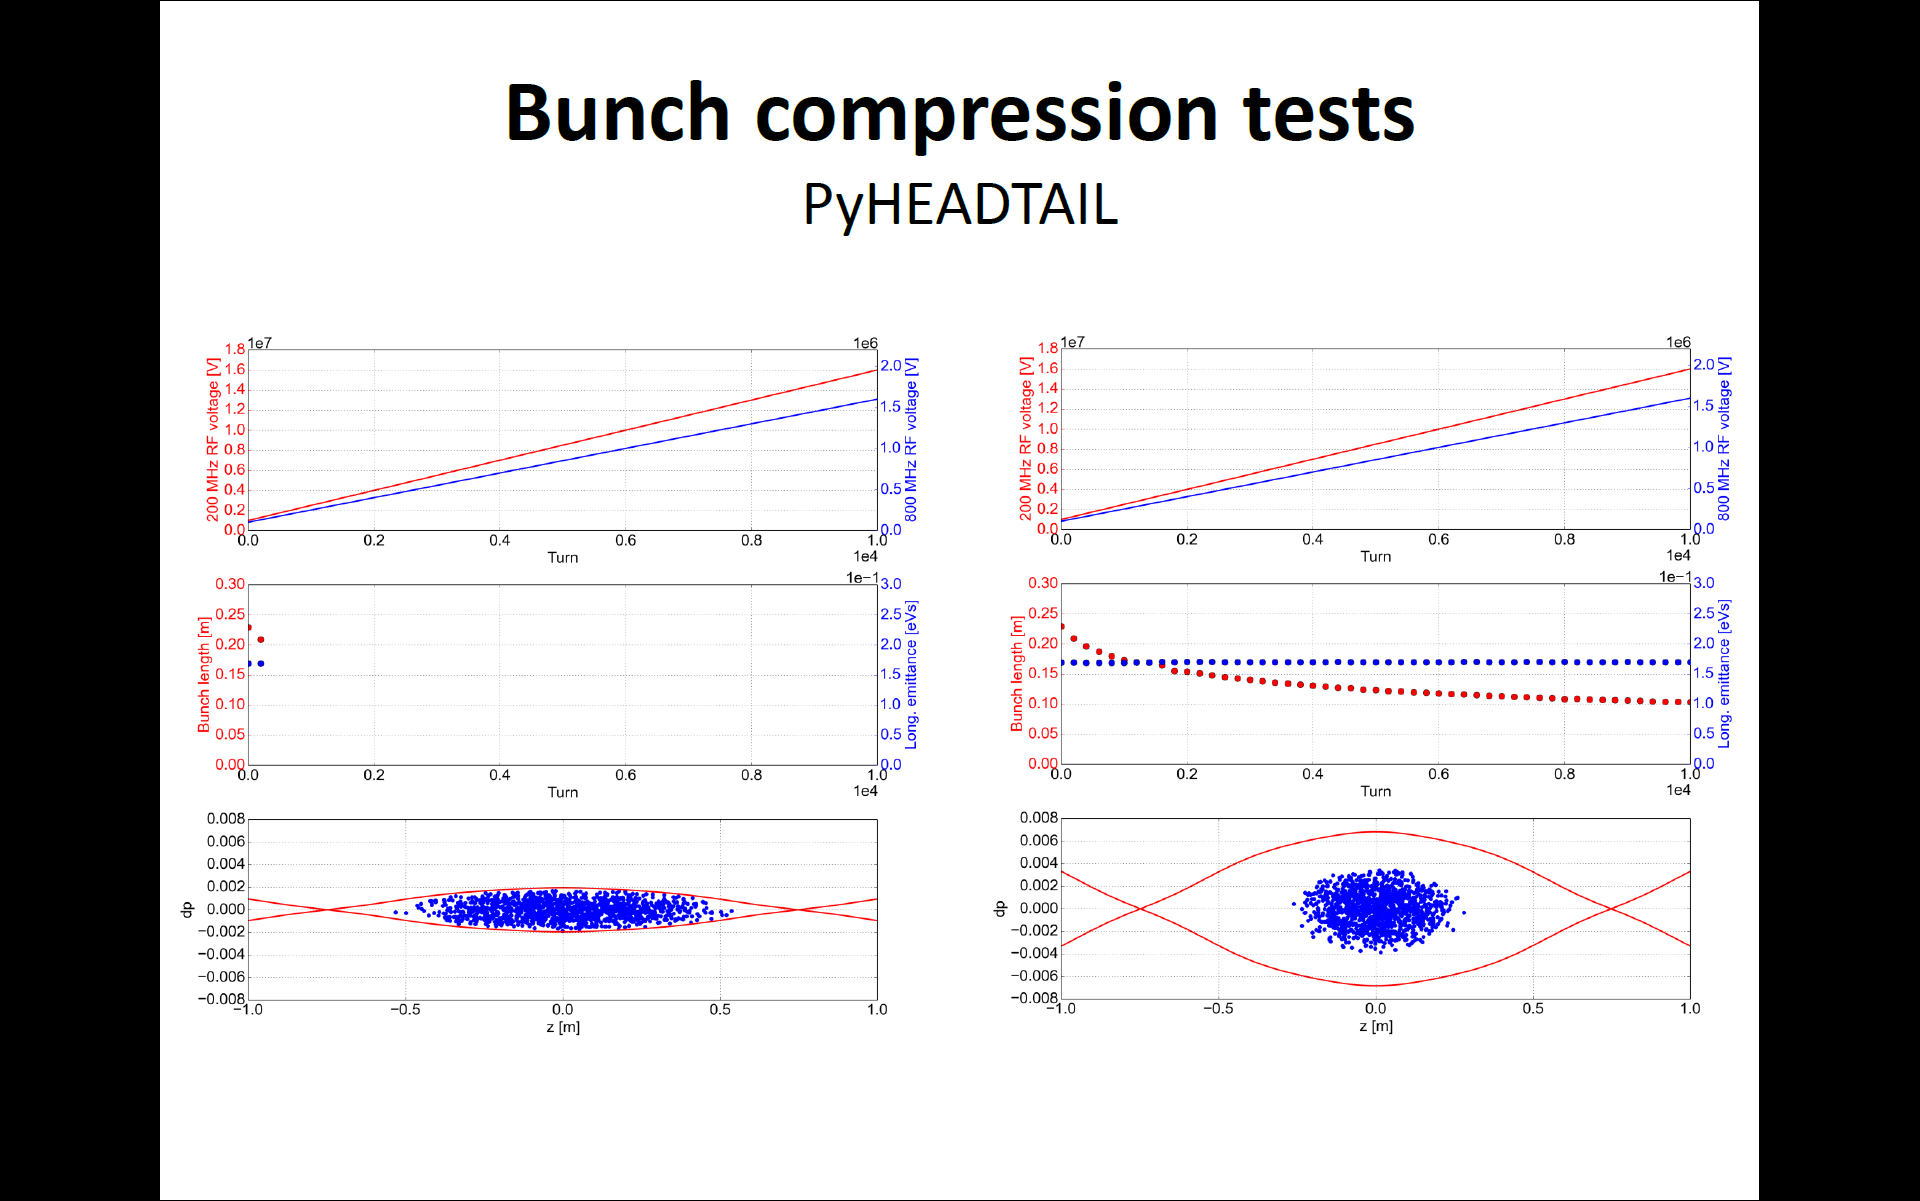 Bunch compression tests
PyHEADTAIL
1e7
1e6
200 MHz RF voltage [V]
1.8
1.6
1.4
1.2
1.0
0.8
0.6
0.4
0.2
0.0
2.0
1.5
1.0
0.5
0.0
800 MHz RF voltage [V]
0.0 0.2 0.4 0.6 0.8 1.0
Turn
1e4
1e−1
Bunch length [m]
0.30
0.25
0.20
0.15
0.10
0.05
0.00
3.0
2.5
2.0
1.5
1.0
0.5
0.0
Long. emittance [eVs]
0.0 0.2 0.4 0.6 0.8 1.0
Turn
1e4
dp
0.008
0.006
0.004
0.002
0.000
−0.002
−0.004
−0.006
−0.008
−1.0 −0.5 0.0 0.5 1.0
z [m]
1e7
1e6
200 MHz RF voltage [V]
1.8
1.6
1.4
1.2
1.0
0.8
0.6
0.4
0.2
0.0
2.0
1.5
1.0
0.5
0.0
800 MHz RF voltage [V]
0.0 0.2 0.4 0.6 0.8 1.0
Turn
1e4
1e−1
Bunch length [m]
0.30
0.25
0.20
0.15
0.10
0.05
0.00
3.0
2.5
2.0
1.5
1.0
0.5
0.0
Long. emittance [eVs]
0.0 0.2 0.4 0.6 0.8 1.0
Turn
1e4
dp
0.008
0.006
0.004
0.002
0.000
−0.002
−0.004
−0.006
−0.008
−1.0 −0.5 0.0 0.5 1.0
z [m]